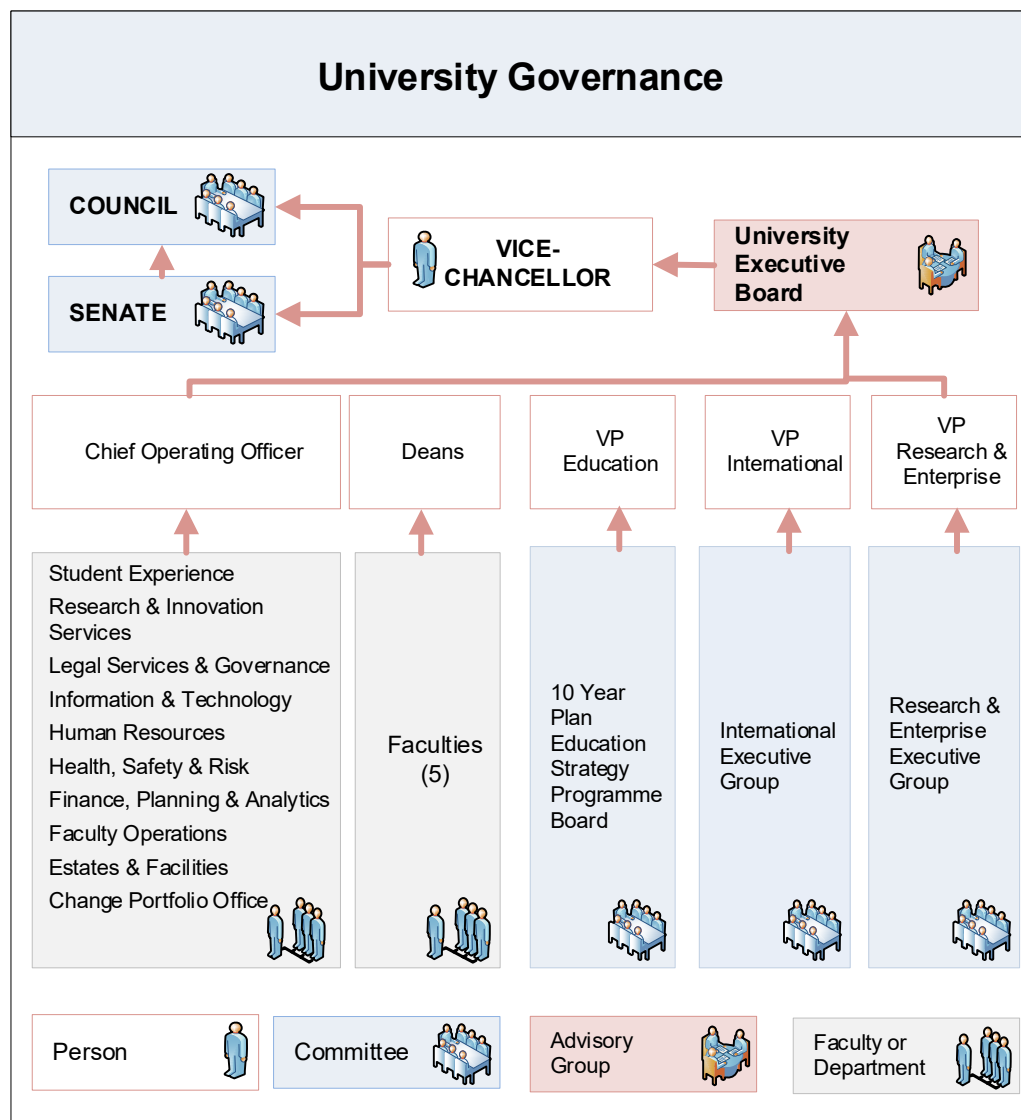 University Governance
COUNCIL
SENATE
VICE-
CHANCELLOR
University
Executive
Board
Chief Operating Officer
Deans
VP
Education
VP
International
VP
Research &
Enterprise
Student Experience
Research & Innovation
Services
Legal Services & Governance
Information & Technology
Human Resources
Health, Safety & Risk
Finance, Planning & Analytics
Faculty Operations
Estates & Facilities
Change Portfolio Office
Faculties
(5)
10 Year
Plan
Education
Strategy
Programme
Board
International
Executive
Group
Research &
Enterprise
Executive
Group
Person
Committee
Advisory
Group
Faculty or
Department